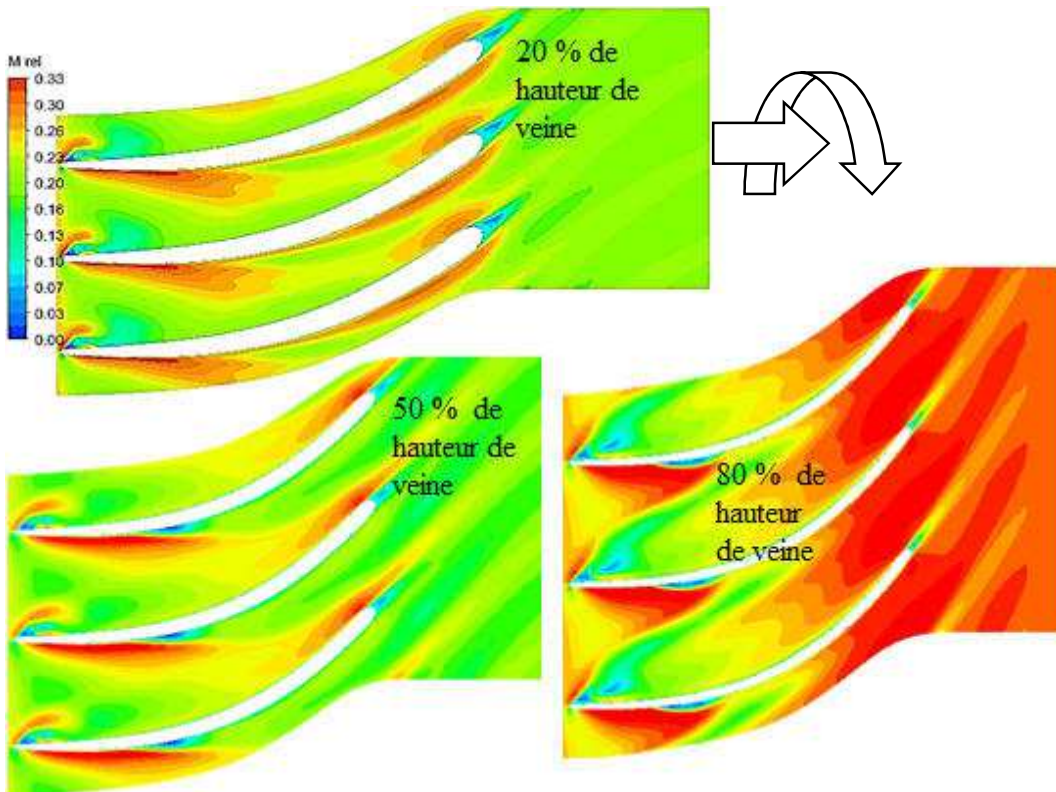 20 % de
hauteur de
veine
M rel
0.33
0.30
0.26
0.23
0.20
0.16
0.13
0.10
0.07
0.03
0.00
50 % de
hauteur de
veine
80 % de
hauteur
de veine